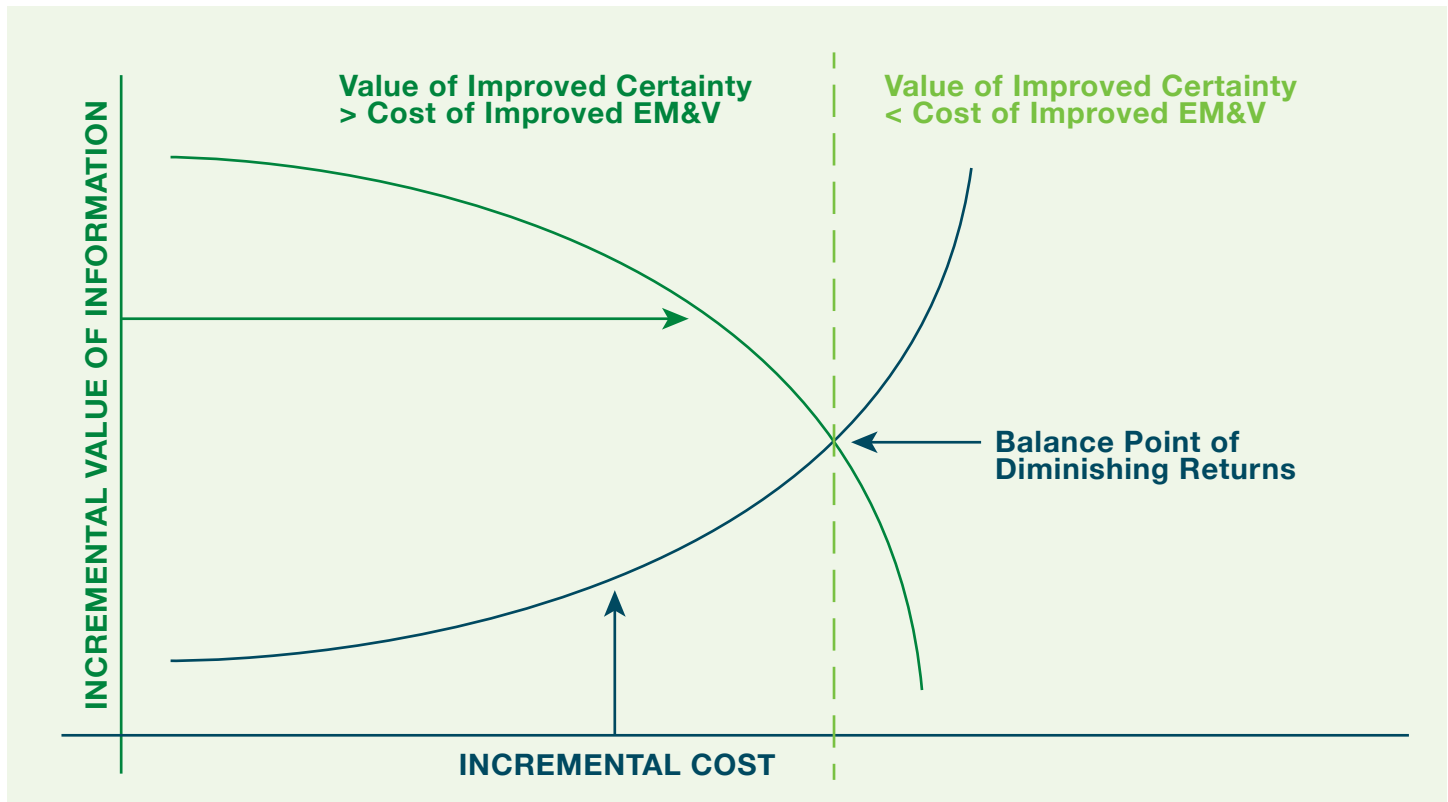 Value of Improved Certainty
> Cost of Improved EM&V
Value of Improved Certainty
< Cost of Improved EM&V
INCREMENTAL VALUE OF INFORMATION
Balance Point of
Diminishing Returns
INCREMENTAL COST